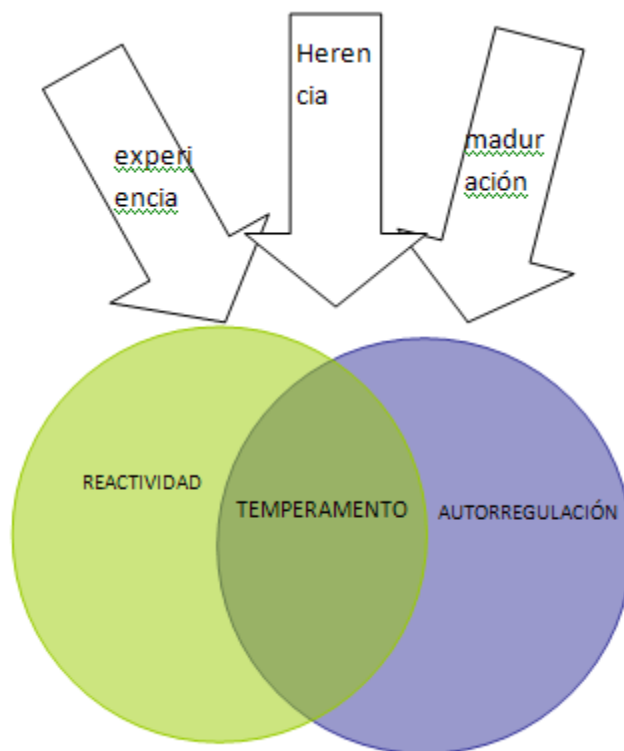 experi
encia
Heren
cia
madur
ación
REACTIVIDAD
TEMPERAMENTO
AUTORREGULACIÓN